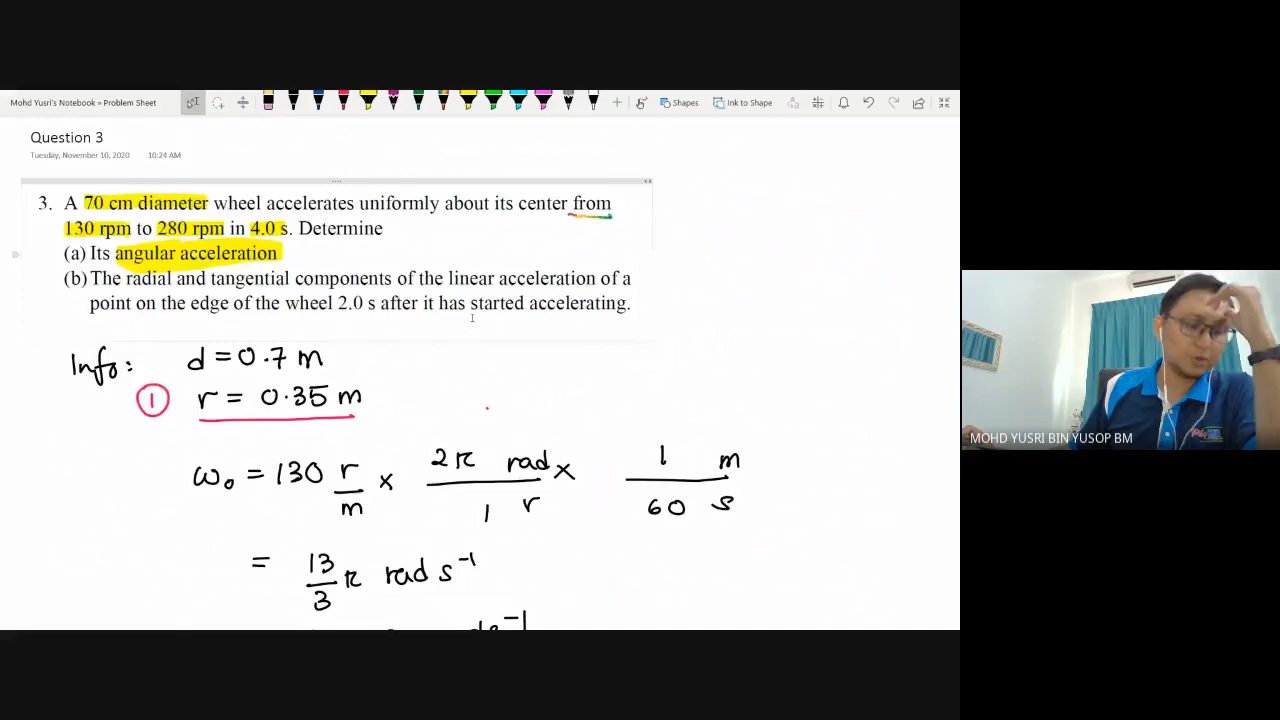 Mohd Yusri's Notebook » Problem Sheet
Shapes
Ink to Shape
Question 3
Tuesday, November 10, 2020 10:24 AM
3. A 70 cm diameter wheel accelerates uniformly about its center from
130 rpm to 280 rpm in 4.0 s. Determine
(a) Its angular acceleration
(b) The radial and tangential components of the linear acceleration of a
point on the edge of the wheel 2.0 s after it has started accelerating.
Info: d = 0.7 m
① r = 0.35 m
ω₀ = 130 r/m × 2π rad / 1 r × 1 m / 60 s
= 13/3 π rad s⁻¹
MOHD YUSRI BIN YUSOP BM